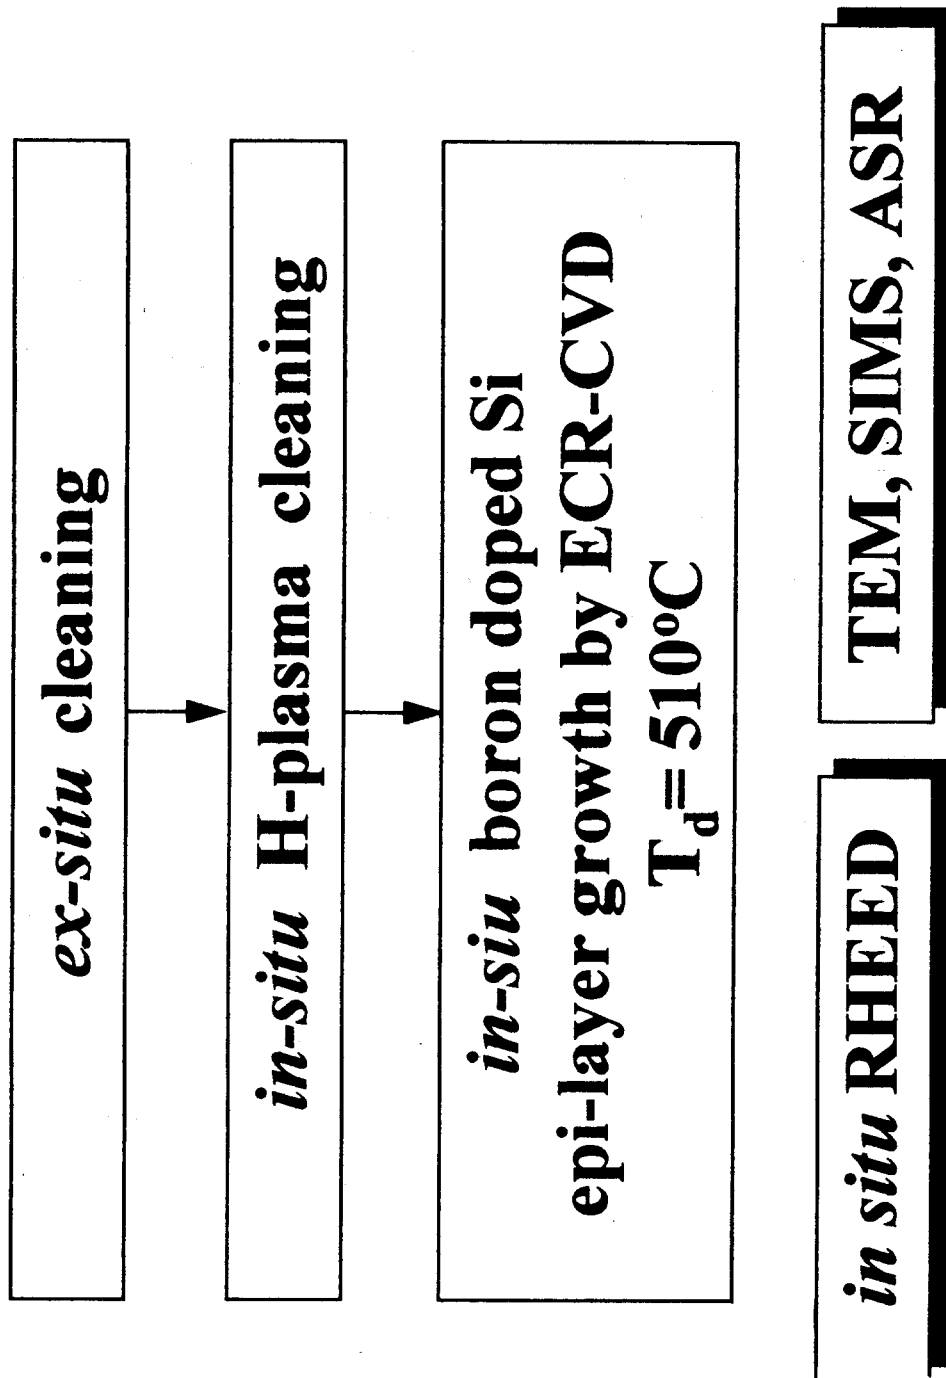 ex-situ cleaning
in-situ H-plasma cleaning
in-siu boron doped Si
epi-layer growth by ECR-CVD
T_d= 510ºC
in situ RHEED
TEM, SIMS, ASR